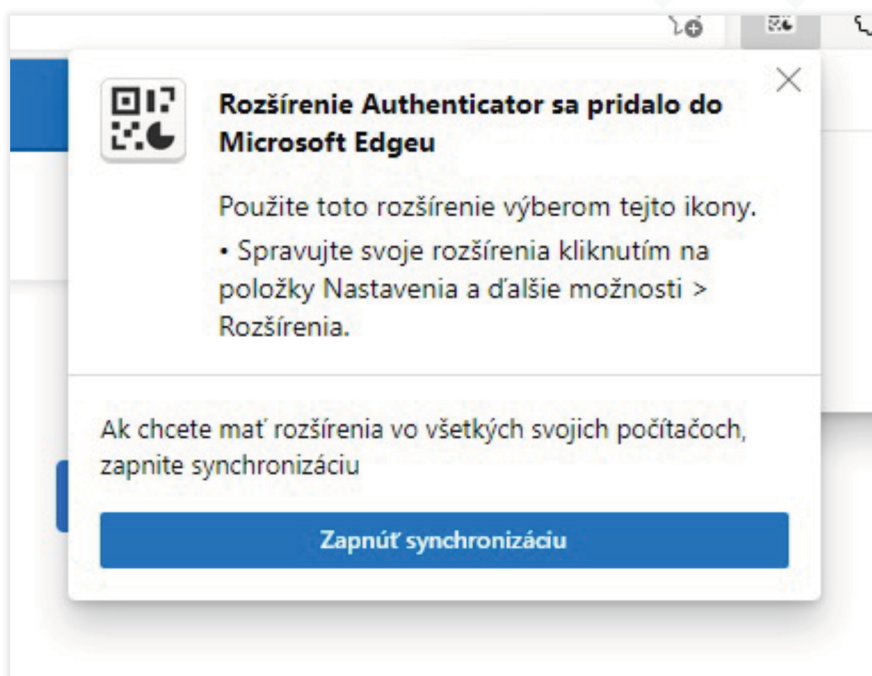 Rozšírenie Authenticator sa pridalo do
Microsoft Edgeu
Použite toto rozšírenie výberom tejto ikony.
• Spravujte svoje rozšírenia kliknutím na
položky Nastavenia a ďalšie možnosti >
Rozšírenia.
Ak chcete mať rozšírenia vo všetkých svojich počítačoch,
zapnite synchronizáciu
Zapnúť synchronizáciu